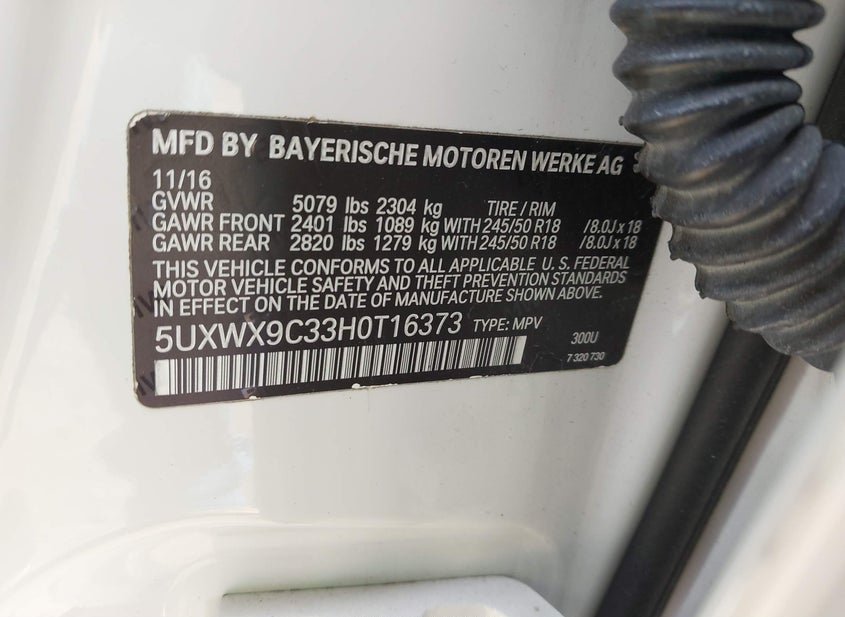 MFD BY BAYERISCHE MOTOREN WERKE AG
11/16
GVWR 5079 lbs 2304 kg TIRE / RIM
GAWR FRONT 2401 lbs 1089 kg WITH 245/50 R18 /8.0J x 18
GAWR REAR 2820 lbs 1279 kg WITH 245/50 R18 /8.0J x 18
THIS VEHICLE CONFORMS TO ALL APPLICABLE U. S. FEDERAL
MOTOR VEHICLE SAFETY AND THEFT PREVENTION STANDARDS
IN EFFECT ON THE DATE OF MANUFACTURE SHOWN ABOVE.
5UXWX9C33H0T16373 TYPE: MPV 300U
7 320 730